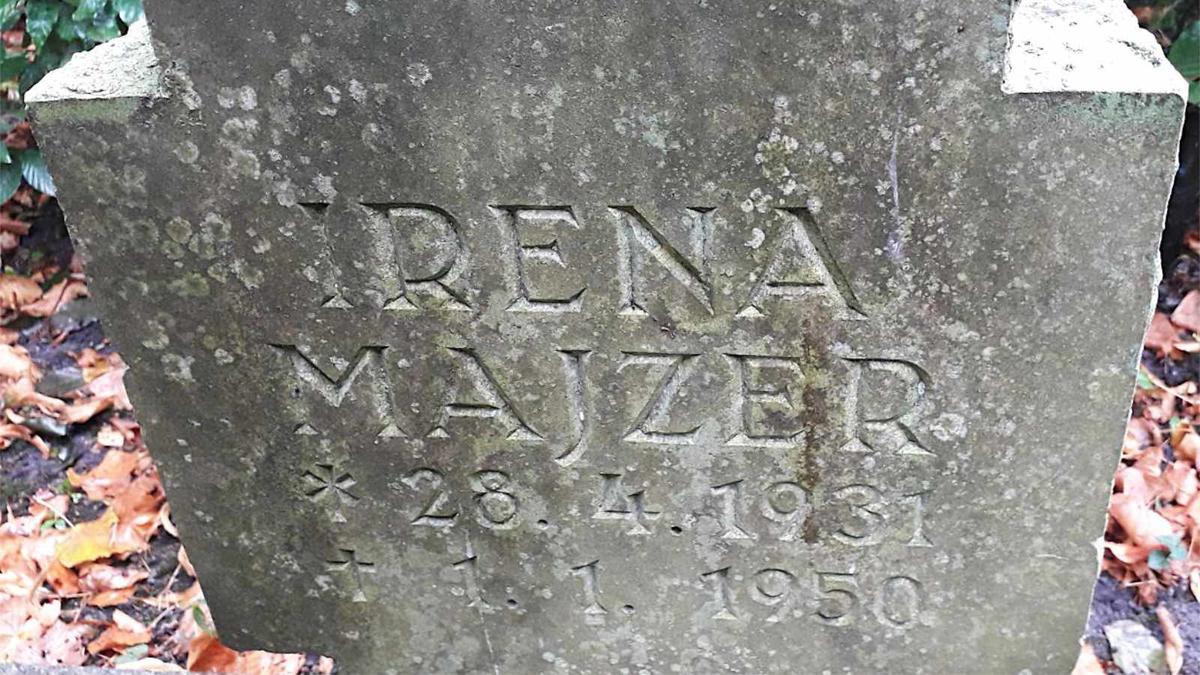 IRENA
MAJZER
* 28. 4. 1931
† 1. 1. 1950